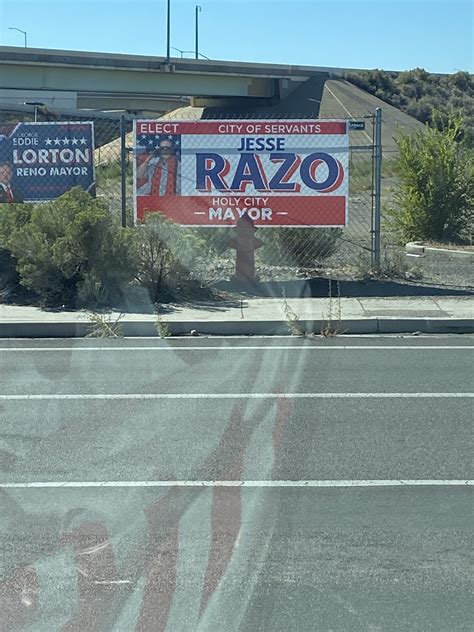 GEORGE
EDDIE
LORTON
RENO MAYOR
ELECT
CITY OF SERVANTS
JESSE
RAZO
HOLY CITY
MAYOR